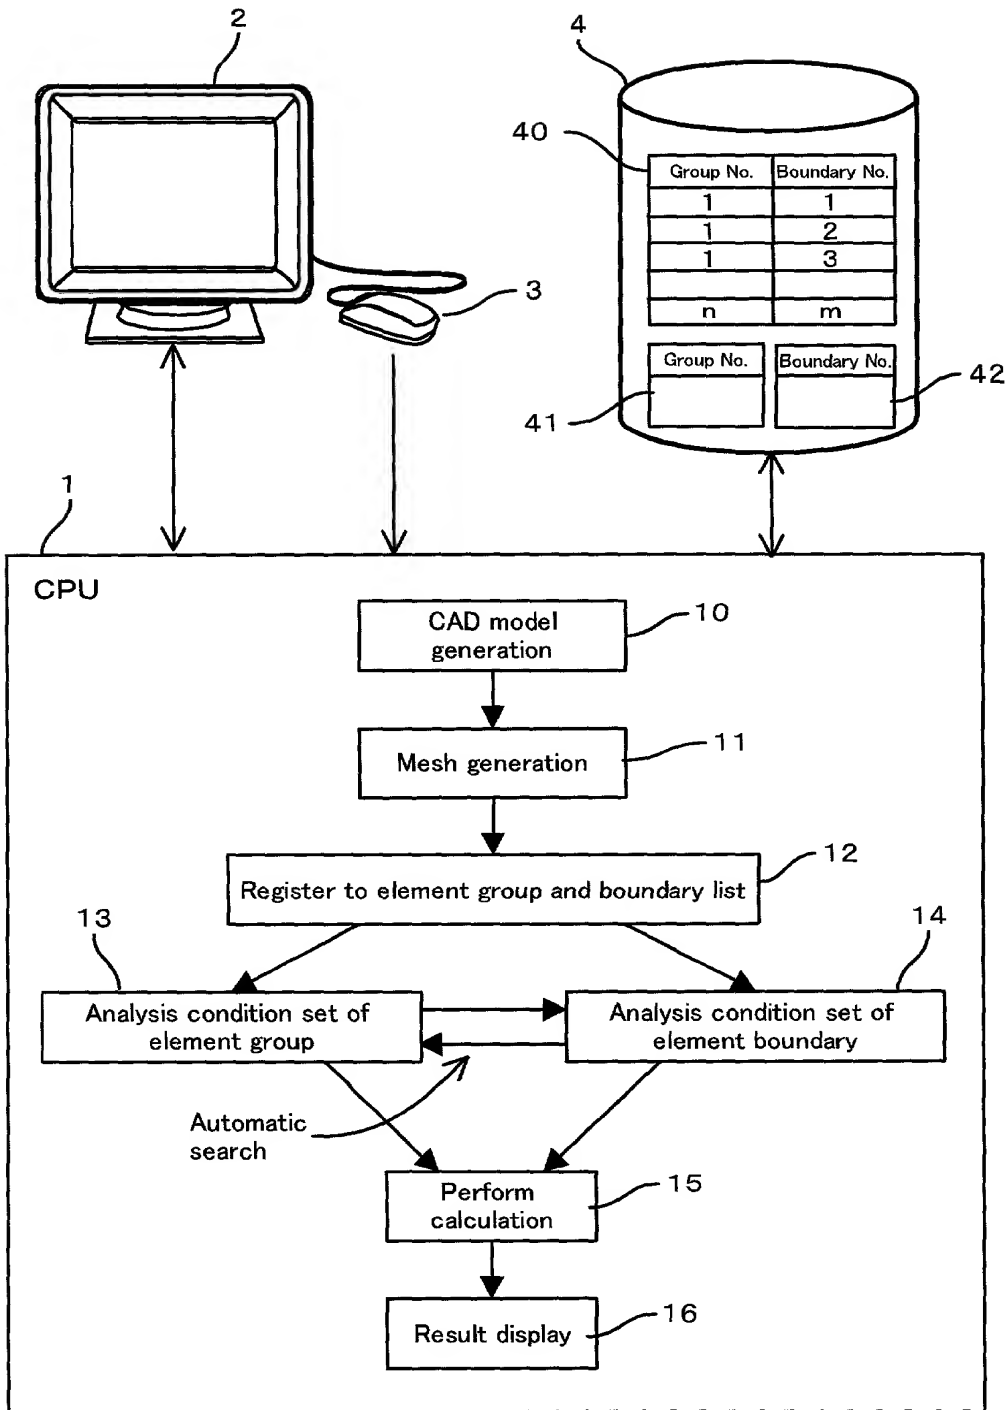 2
4
40
Group No. Boundary No.
1 1
1 2
1 3
n m
3
Group No. Boundary No.
41
42
1
CPU
CAD model
generation
10
Mesh generation
11
Register to element group and boundary list
12
13
14
Analysis condition set of
element group
Analysis condition set of
element boundary
Automatic
search
Perform
calculation
15
Result display
16